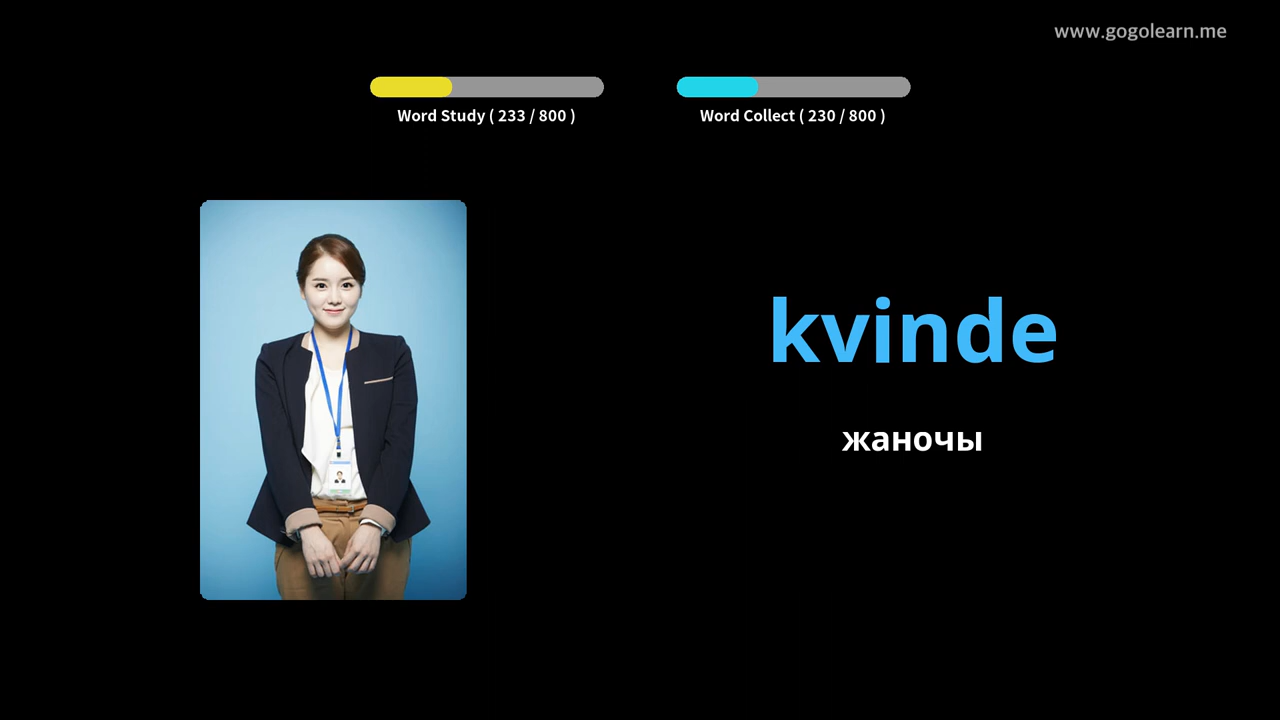 www.gogolearn.me
Word Study ( 233 / 800 )
Word Collect ( 230 / 800 )
kvinde
жаночы